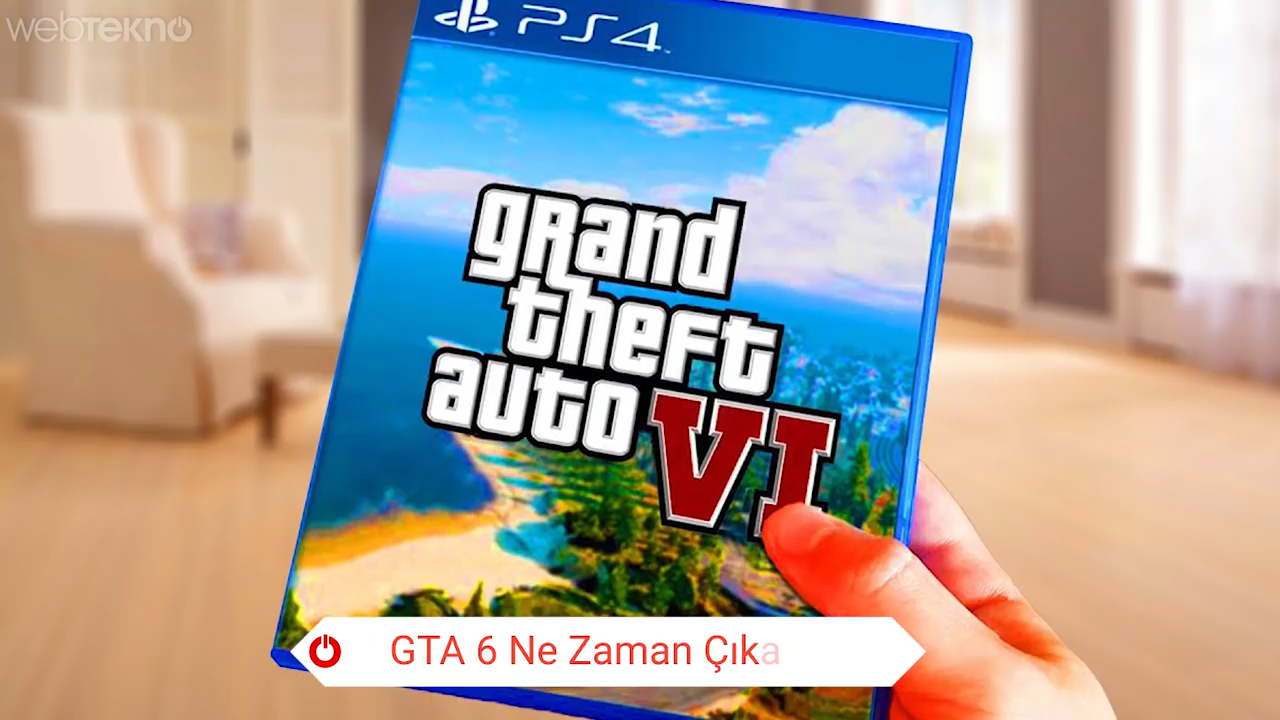 webtekno
PS4
grand
theft
auto VI
GTA 6 Ne Zaman Çıka